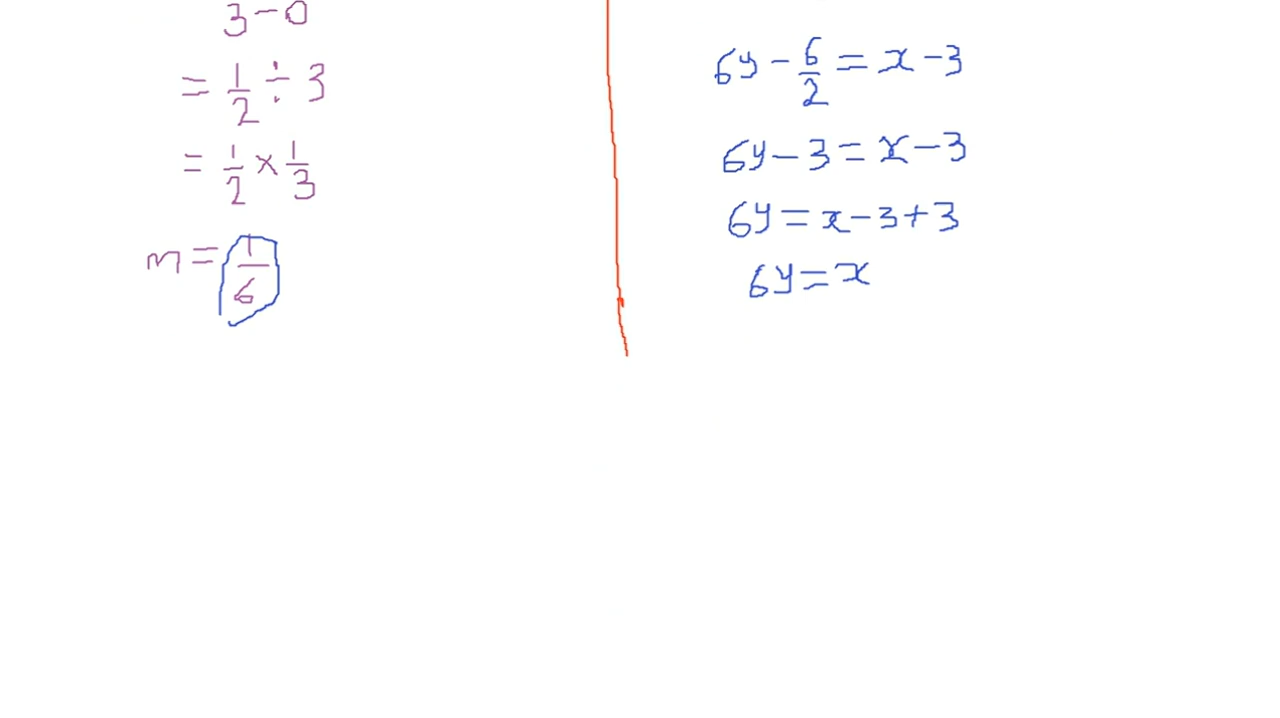 3-0
= 1/2 ÷ 3
= 1/2 × 1/3
m = 1/6
6y - 6/2 = x - 3
6y - 3 = x - 3
6y = x - 3 + 3
6y = x